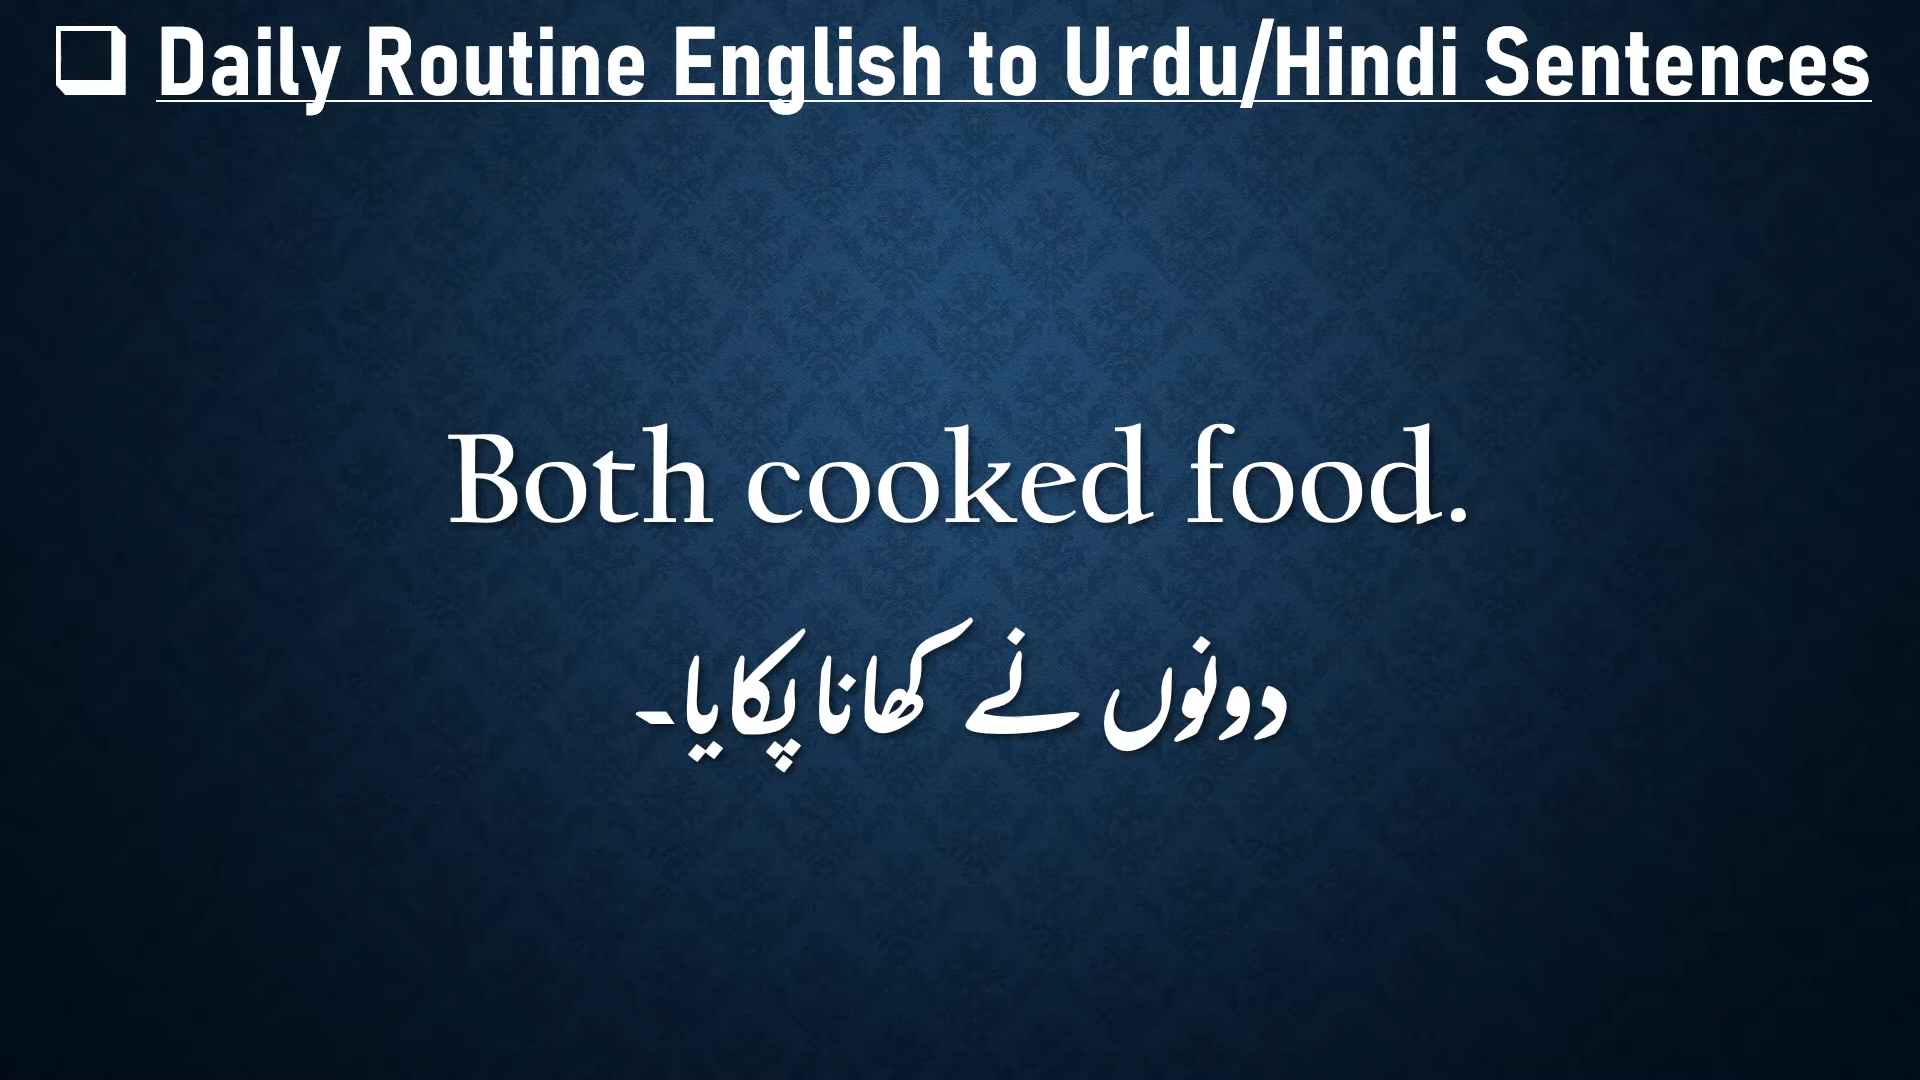 ❑ Daily Routine English to Urdu/Hindi Sentences
Both cooked food.
دونوں نے کھانا پکایا۔